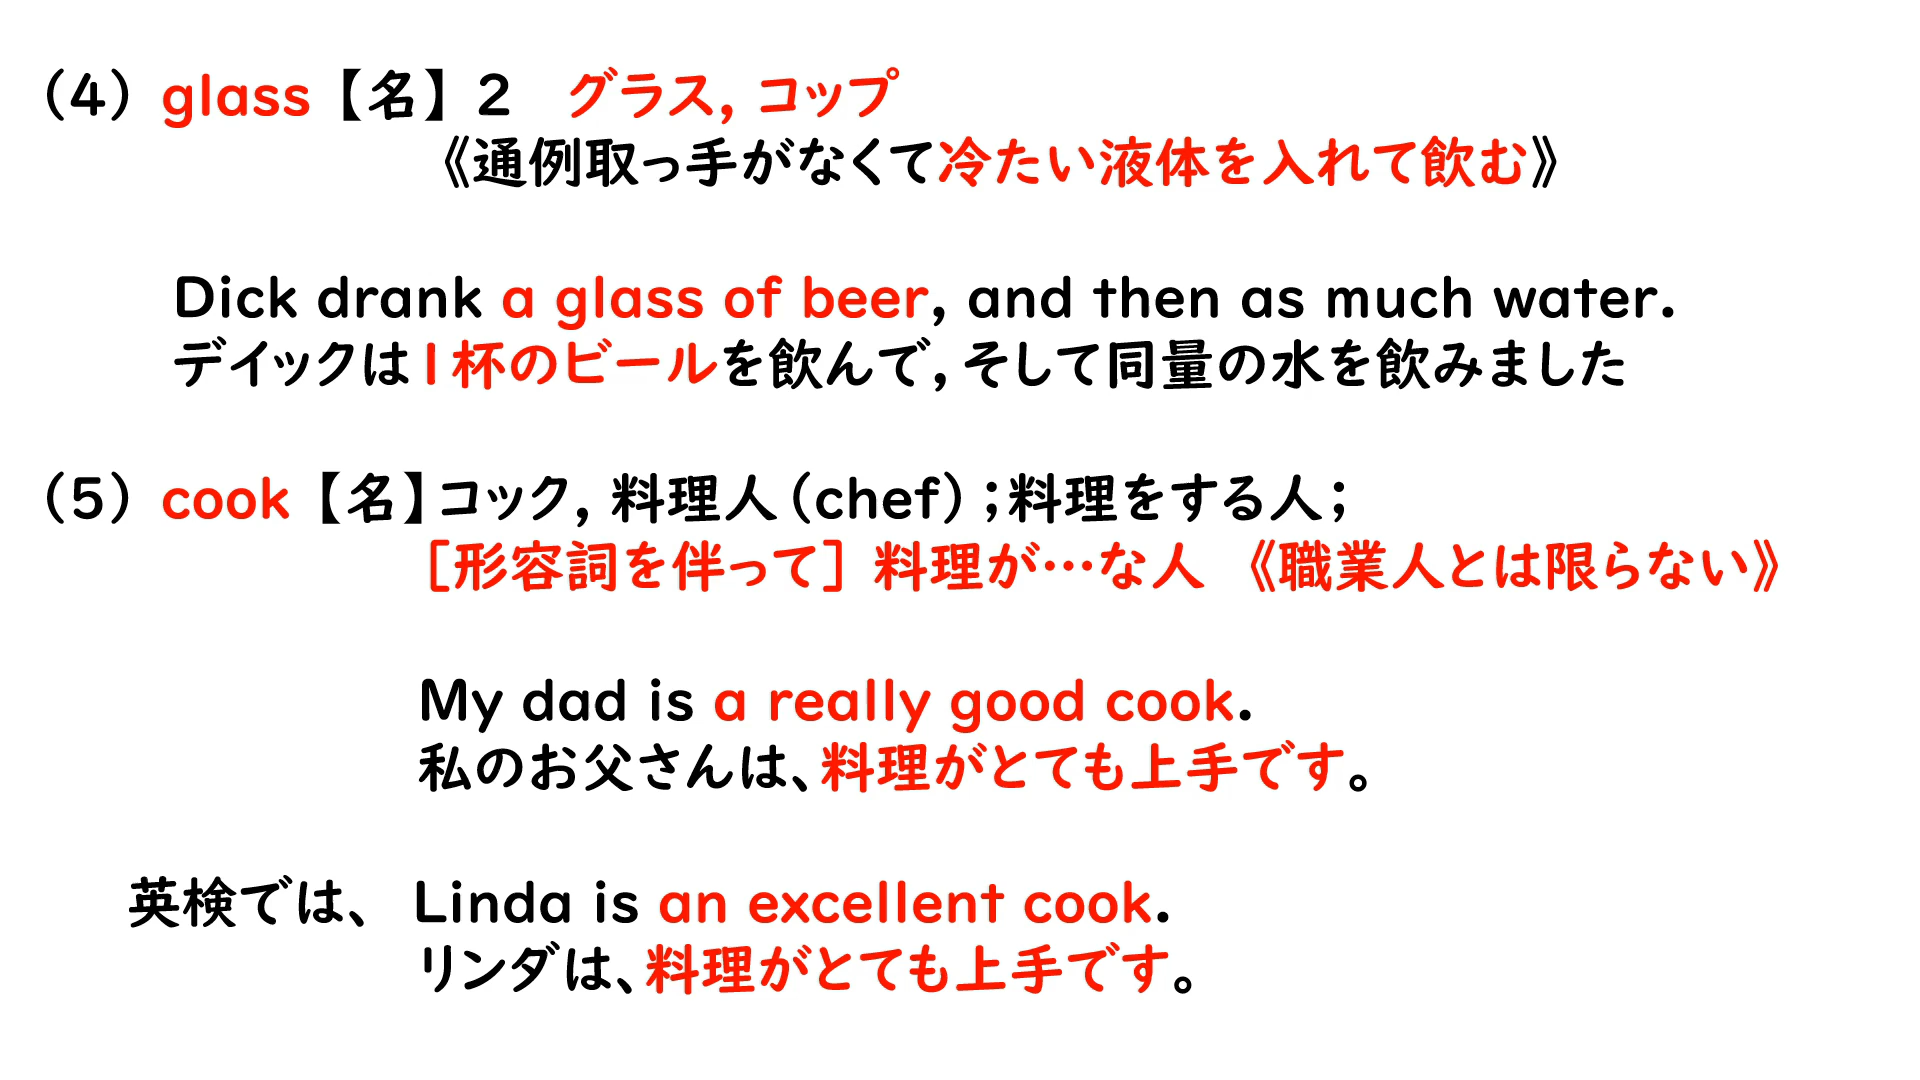 (4) glass【名】2　グラス, コップ
《通例取っ手がなくて冷たい液体を入れて飲む》
Dick drank a glass of beer, and then as much water.
デイックは1杯のビールを飲んで, そして同量の水を飲みました
(5) cook【名】コック, 料理人(chef) ;料理をする人;
[形容詞を伴って] 料理が…な人 《職業人とは限らない》
My dad is a really good cook.
私のお父さんは、料理がとても上手です。
英検では、 Linda is an excellent cook.
リンダは、料理がとても上手です。